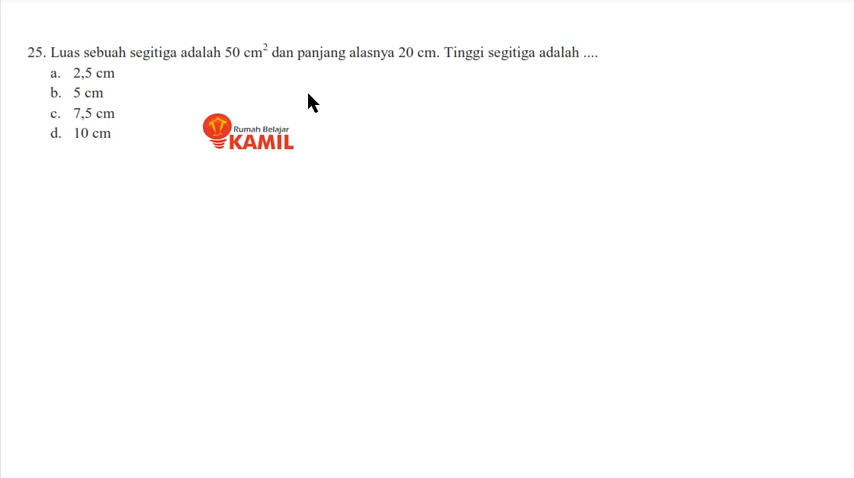 25. Luas sebuah segitiga adalah 50 cm² dan panjang alasnya 20 cm. Tinggi segitiga adalah ....
a. 2,5 cm
b. 5 cm
c. 7,5 cm
d. 10 cm
Rumah Belajar
KAMIL